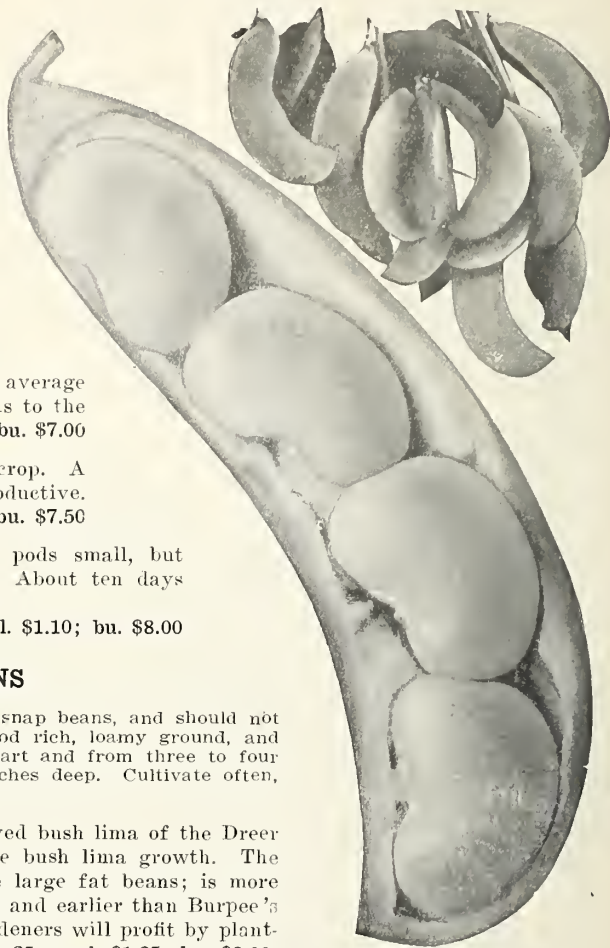 average
s to the
bu. $7.00
crop. A
oductive.
bu. $7.50
pods small, but
About ten days
l. $1.10; bu. $8.00
NS
snap beans, and should not
od rich, loamy ground, and
art and from three to four
ches deep. Cultivate often,
ved bush lima of the Dreer
e bush lima growth. The
e large fat beans; is more
and earlier than Burpee's
deners will profit by plant-